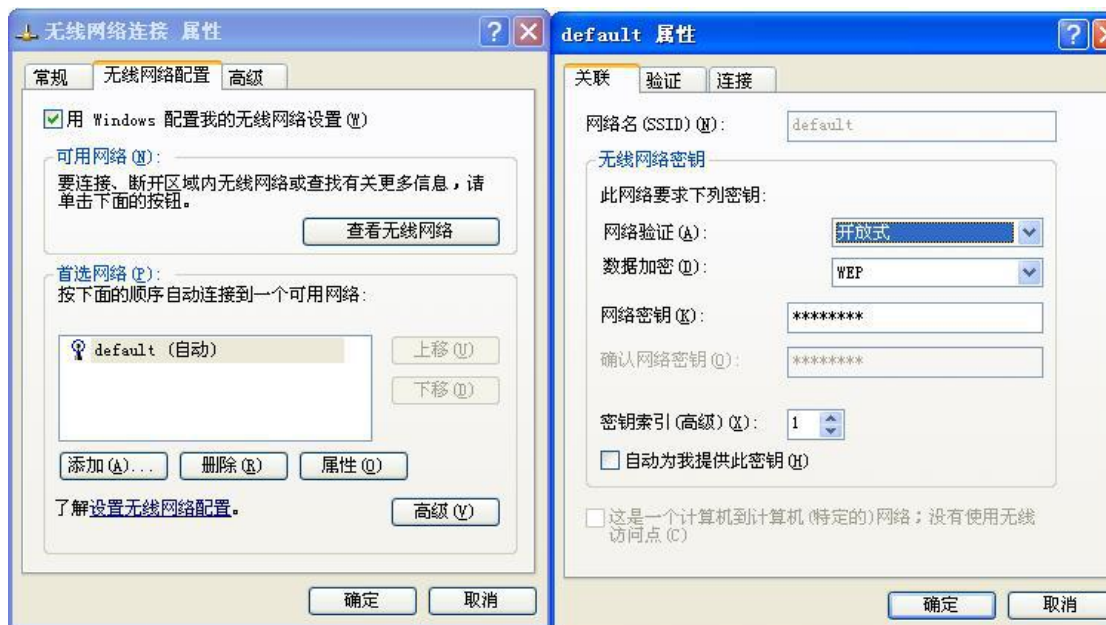 无线网络连接 属性
常规 无线网络配置 高级
用 Windows 配置我的无线网络设置(W)
可用网络(N):
要连接、断开区域内无线网络或查找有关更多信息，请
单击下面的按钮。
查看无线网络
首选网络(P):
按下面的顺序自动连接到一个可用网络:
default (自动)
上移(U)
下移(D)
添加(A)...
删除(R)
属性(O)
了解设置无线网络配置。
高级(V)
确定
取消
default 属性
关联 验证 连接
网络名(SSID)(N): default
无线网络密钥
此网络要求下列密钥:
网络验证(A): 开放式
数据加密(D): WEP
网络密钥(K): ********
确认网络密钥(O): ********
密钥索引(高级)(X): 1
自动为我提供此密钥(H)
这是一个计算机到计算机(特定的)网络；没有使用无线
访问点(C)
确定
取消